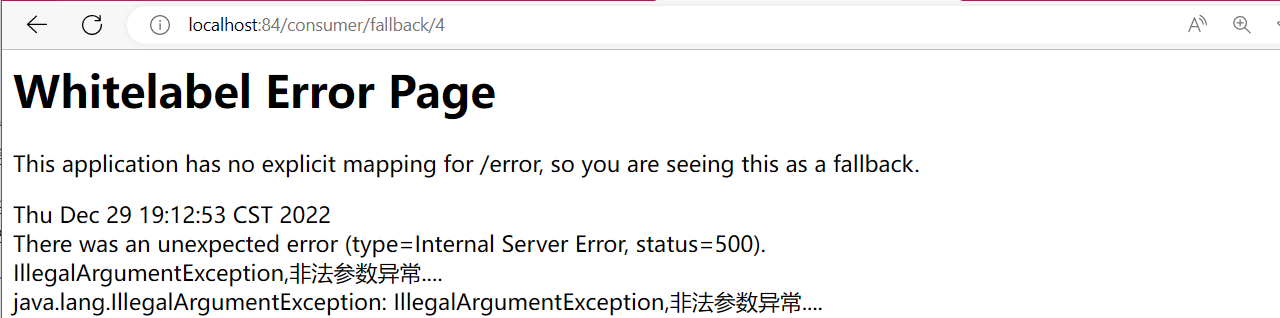 localhost:84/consumer/fallback/4
Whitelabel Error Page
This application has no explicit mapping for /error, so you are seeing this as a fallback.
Thu Dec 29 19:12:53 CST 2022
There was an unexpected error (type=Internal Server Error, status=500).
IllegalArgumentException,非法参数异常....
java.lang.IllegalArgumentException: IllegalArgumentException,非法参数异常....